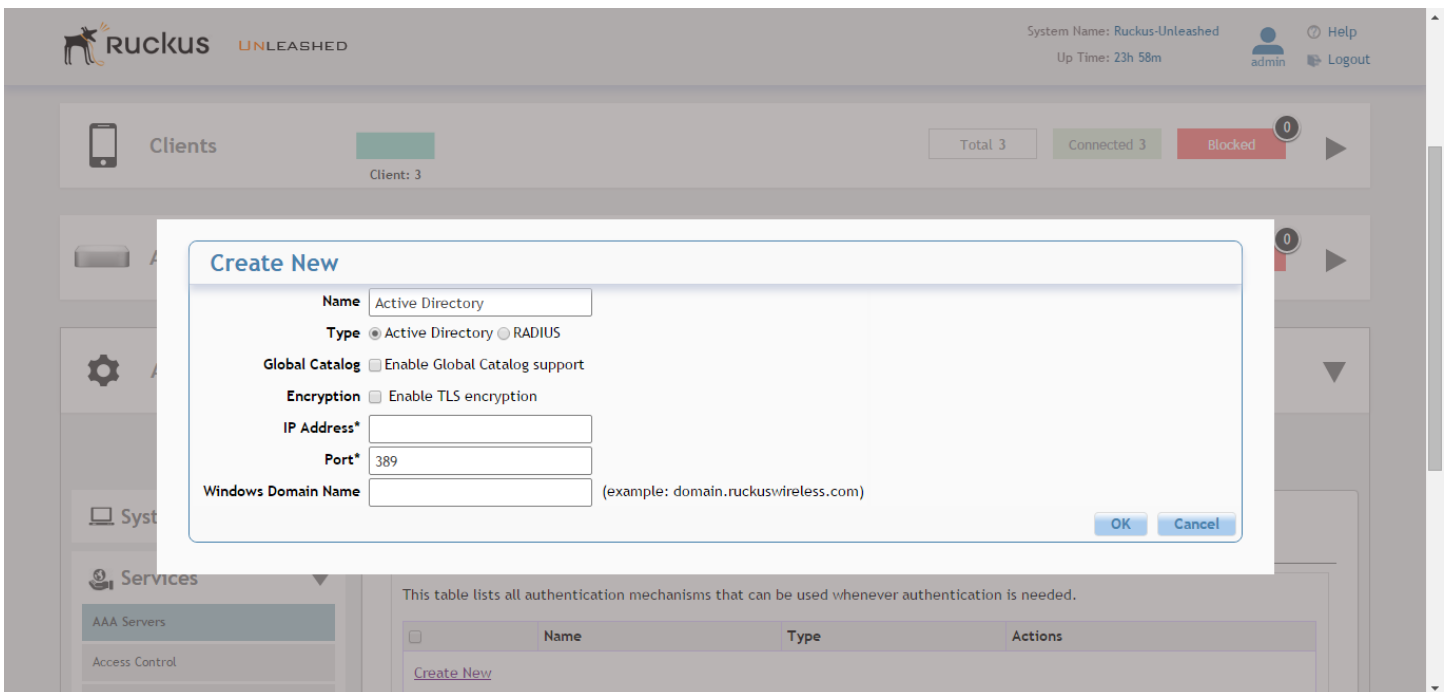 Ruckus UNLEASHED
System Name: Ruckus-Unleashed
Up Time: 23h 58m
admin
Help
Logout
Clients
Client: 3
Total 3
Connected 3
Blocked
0
0
Create New
Name Active Directory
Type Active Directory RADIUS
Global Catalog Enable Global Catalog support
Encryption Enable TLS encryption
IP Address*
Port* 389
Windows Domain Name (example: domain.ruckuswireless.com)
OK Cancel
Syst
Services
AAA Servers
Access Control
This table lists all authentication mechanisms that can be used whenever authentication is needed.
Name Type Actions
Create New